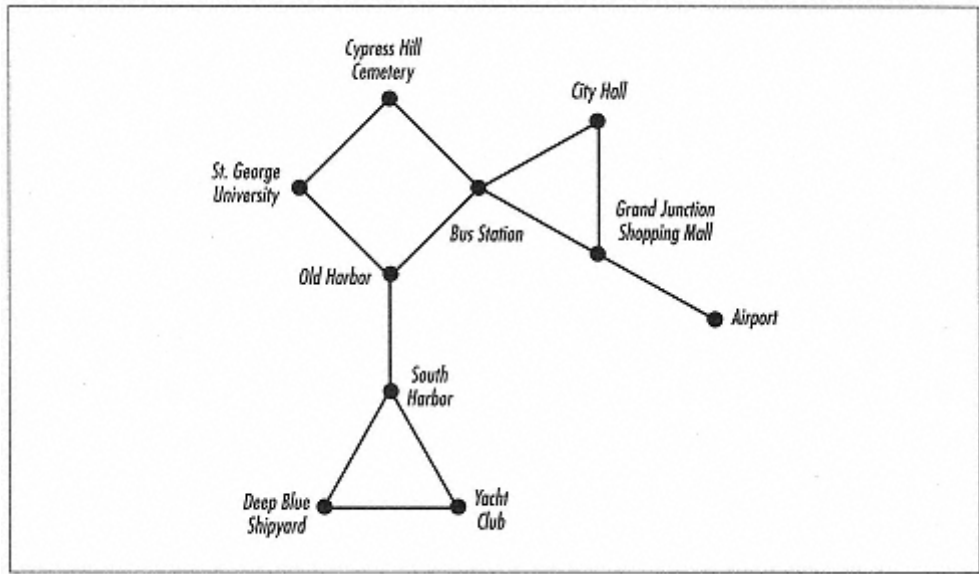 Cypress Hill
Cemetery
City Hall
St. George
University
Grand Junction
Shopping Mall
Bus Station
Old Harbor
Airport
South
Harbor
Deep Blue
Shipyard
Yacht
Club